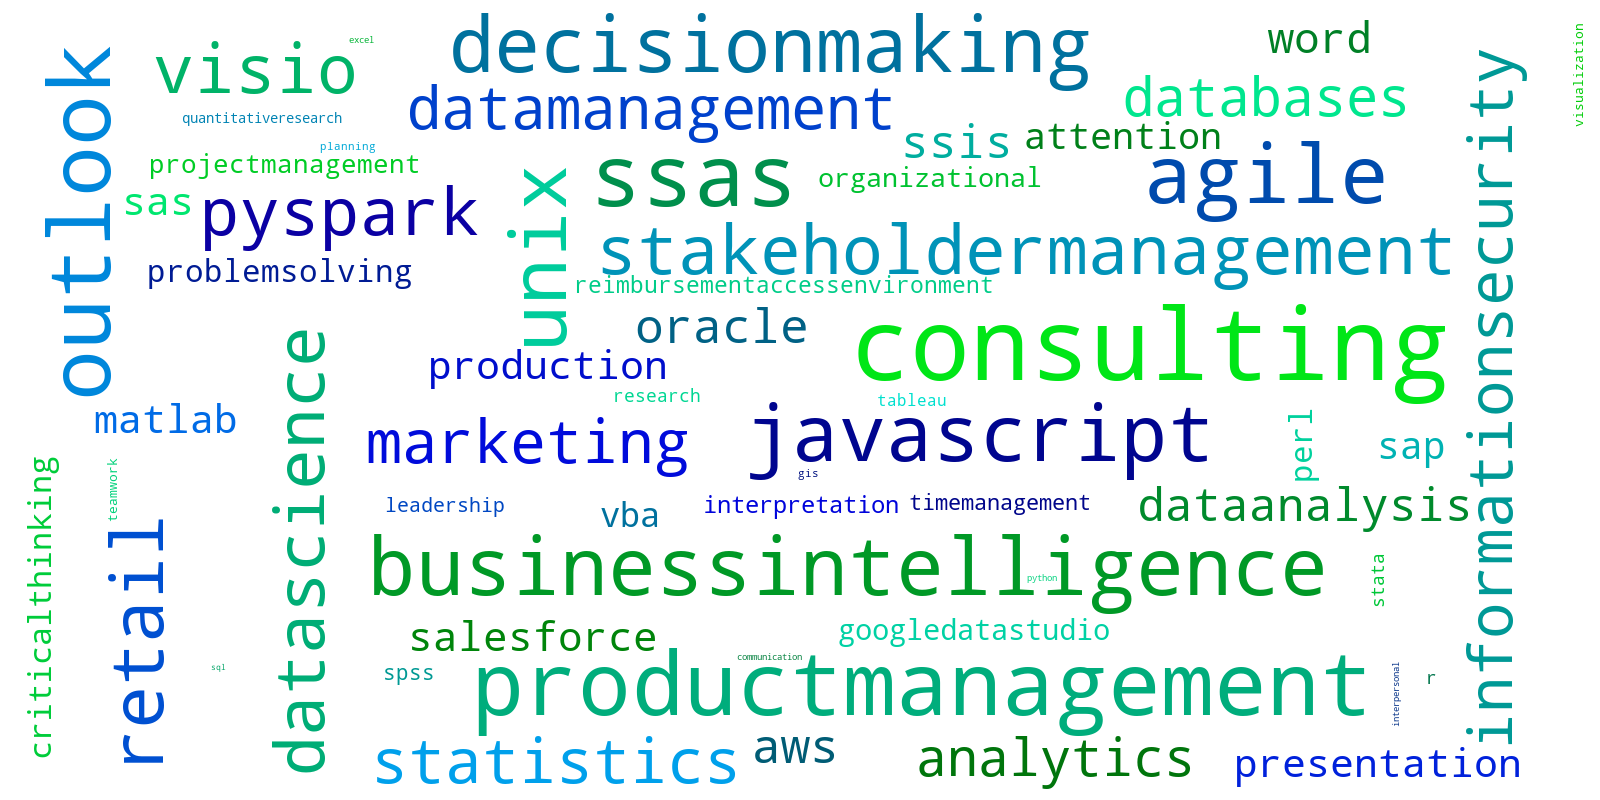 outlook
visio
excel
decisionmaking
word
visualization
quantitativeresearch
datamanagement
databases
planning
ssis
attention
projectmanagement
unix
ssas
organizational
agile
informationsecurity
sas
pyspark
stakeholdermanagement
problemsolving
reimbursementaccessenvironment
oracle
consulting
datascience
production
research
tableau
matlab
marketing
javascript
perl
sap
gis
criticalthinking
teamwork
leadership
vba
interpretation
timemanagement
dataanalysis
retail
businessintelligence
python
stata
salesforce
googledatastudio
sql
spss
communication
productmanagement
interpersonal
r
statistics
aws
analytics
presentation